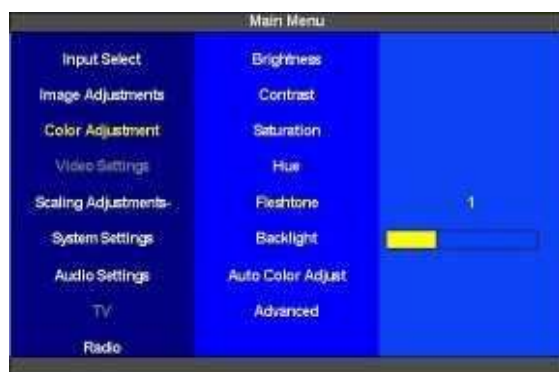 Main Menu
Input Select
Image Adjustments
Color Adjustment
Video Settings
Scaling Adjustments-
System Settings
Audio Settings
TV
Radio
Brightness
Contrast
Saturation
Hue
Fleshtone
Backlight
Auto Color Adjust
Advanced
1